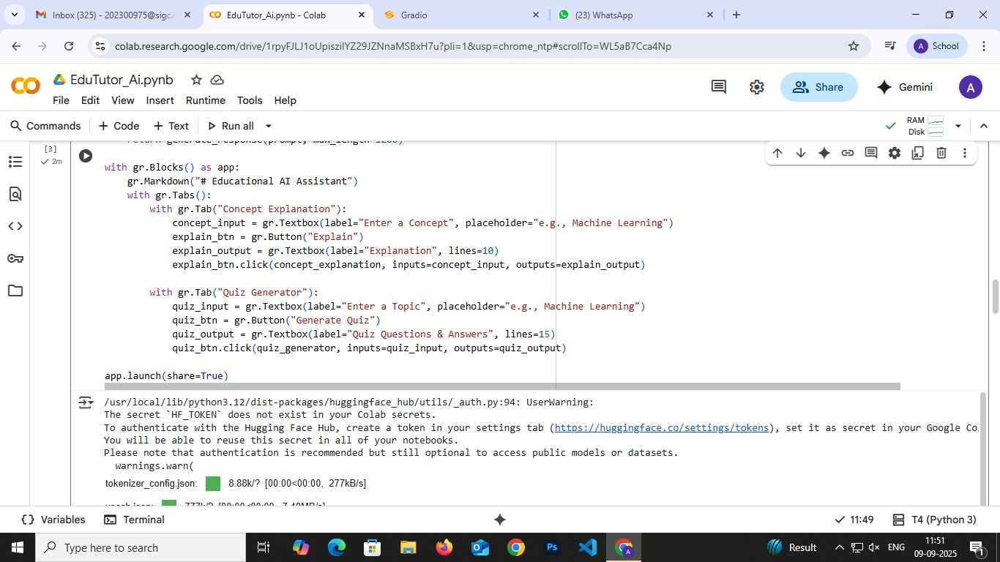 Inbox (325) - 202300975@sigc.
EduTutor_Ai.pynb - Colab
Gradio
(23) WhatsApp
colab.research.google.com/drive/1rpyFJLJ1oUpiszilYZ29JZNnaMSBxH7u?pli=1&usp=chrome_ntp#scrollTo=WL5aB7Cca4Np
A School
EduTutor_Ai.pynb
File Edit View Insert Runtime Tools Help
Share
Gemini
A
Commands + Code + Text Run all
RAM
Disk
[3]
2m
return generate_response(prompt, max_length=1200)
with gr.Blocks() as app:
gr.Markdown("# Educational AI Assistant")
with gr.Tabs():
with gr.Tab("Concept Explanation"):
concept_input = gr.Textbox(label="Enter a Concept", placeholder="e.g., Machine Learning")
explain_btn = gr.Button("Explain")
explain_output = gr.Textbox(label="Explanation", lines=10)
explain_btn.click(concept_explanation, inputs=concept_input, outputs=explain_output)
with gr.Tab("Quiz Generator"):
quiz_input = gr.Textbox(label="Enter a Topic", placeholder="e.g., Machine Learning")
quiz_btn = gr.Button("Generate Quiz")
quiz_output = gr.Textbox(label="Quiz Questions & Answers", lines=15)
quiz_btn.click(quiz_generator, inputs=quiz_input, outputs=quiz_output)
app.launch(share=True)
/usr/local/lib/python3.12/dist-packages/huggingface_hub/utils/_auth.py:94: UserWarning:
The secret `HF_TOKEN` does not exist in your Colab secrets.
To authenticate with the Hugging Face Hub, create a token in your settings tab (https://huggingface.co/settings/tokens), set it as secret in your Google Co
You will be able to reuse this secret in all of your notebooks.
Please note that authentication is recommended but still optional to access public models or datasets.
warnings.warn(
tokenizer_config.json: 8.88k/? [00:00<00:00, 277kB/s]
vocab.json: 777k/? [00:00<00:00, 7.40MB/s]
Variables Terminal
11:49 T4 (Python 3)
Type here to search
Ps
A
Result
ENG
11:51
09-09-2025
1